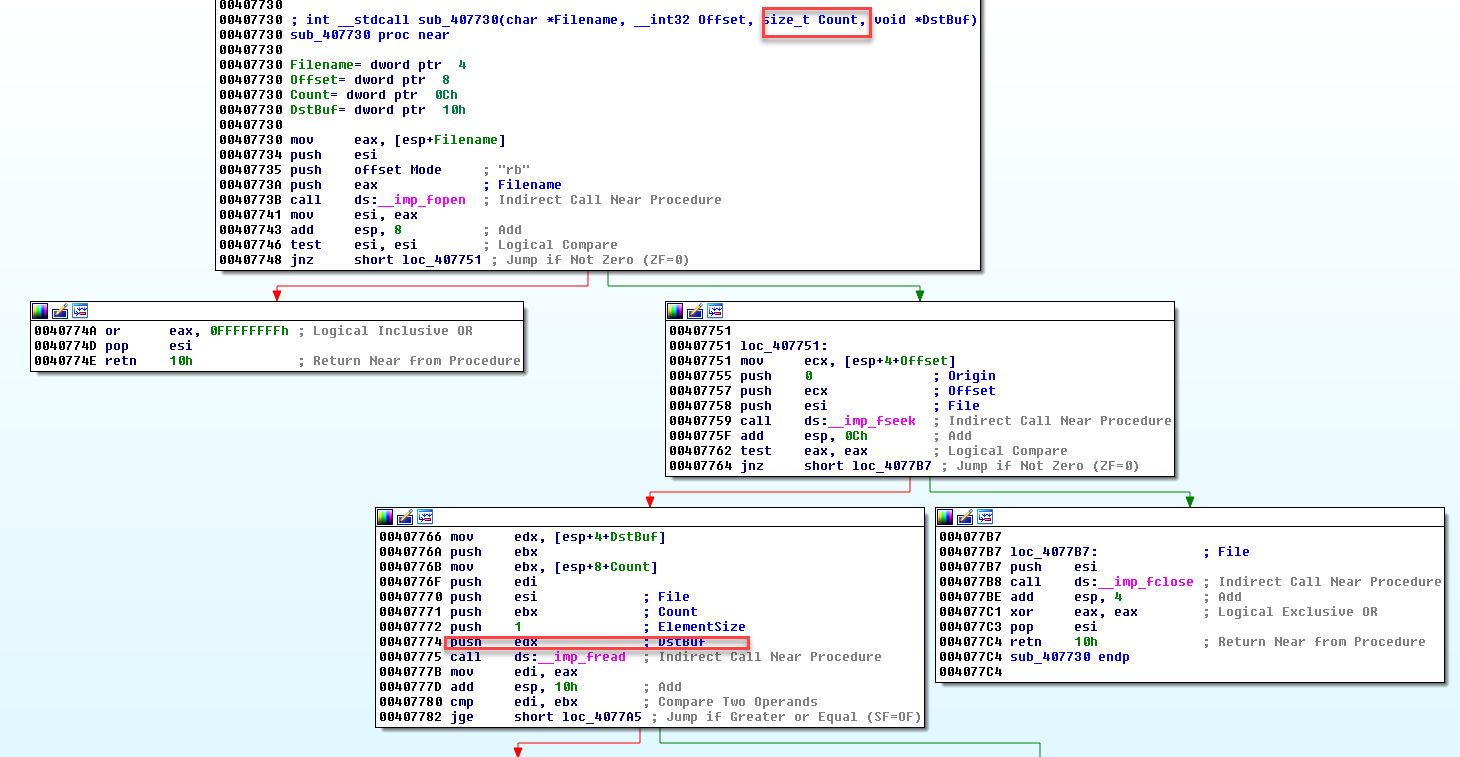 00407730
00407730 ; int __stdcall sub_407730(char *Filename, __int32 Offset, size_t Count, void *DstBuf)
00407730 sub_407730 proc near
00407730
00407730 Filename= dword ptr  4
00407730 Offset= dword ptr  8
00407730 Count= dword ptr  0Ch
00407730 DstBuf= dword ptr  10h
00407730
00407730 mov     eax, [esp+Filename]
00407734 push    esi
00407735 push    offset Mode     ; "rb"
0040773A push    eax             ; Filename
0040773B call    ds:__imp_fopen  ; Indirect Call Near Procedure
00407741 mov     esi, eax
00407743 add     esp, 8          ; Add
00407746 test    esi, esi        ; Logical Compare
00407748 jnz     short loc_407751 ; Jump if Not Zero (ZF=0)
0040774A or      eax, 0FFFFFFFFh ; Logical Inclusive OR
0040774D pop     esi
0040774E retn    10h             ; Return Near from Procedure
00407751
00407751 loc_407751:
00407751 mov     ecx, [esp+4+Offset]
00407755 push    0               ; Origin
00407757 push    ecx             ; Offset
00407758 push    esi             ; File
00407759 call    ds:__imp_fseek  ; Indirect Call Near Procedure
0040775F add     esp, 0Ch        ; Add
00407762 test    eax, eax        ; Logical Compare
00407764 jnz     short loc_4077B7 ; Jump if Not Zero (ZF=0)
00407766 mov     edx, [esp+4+DstBuf]
0040776A push    ebx
0040776B mov     ebx, [esp+8+Count]
0040776F push    edi
00407770 push    esi             ; File
00407771 push    ebx             ; Count
00407772 push    1               ; ElementSize
00407774 push    edx             ; DstBuf
00407775 call    ds:__imp_fread  ; Indirect Call Near Procedure
0040777B mov     edi, eax
0040777D add     esp, 10h        ; Add
00407780 cmp     edi, ebx        ; Compare Two Operands
00407782 jge     short loc_4077A5 ; Jump if Greater or Equal (SF=OF)
004077B7
004077B7 loc_4077B7:             ; File
004077B7 push    esi
004077B8 call    ds:__imp_fclose ; Indirect Call Near Procedure
004077BE add     esp, 4          ; Add
004077C1 xor     eax, eax        ; Logical Exclusive OR
004077C3 pop     esi
004077C4 retn    10h             ; Return Near from Procedure
004077C4 sub_407730 endp
004077C4